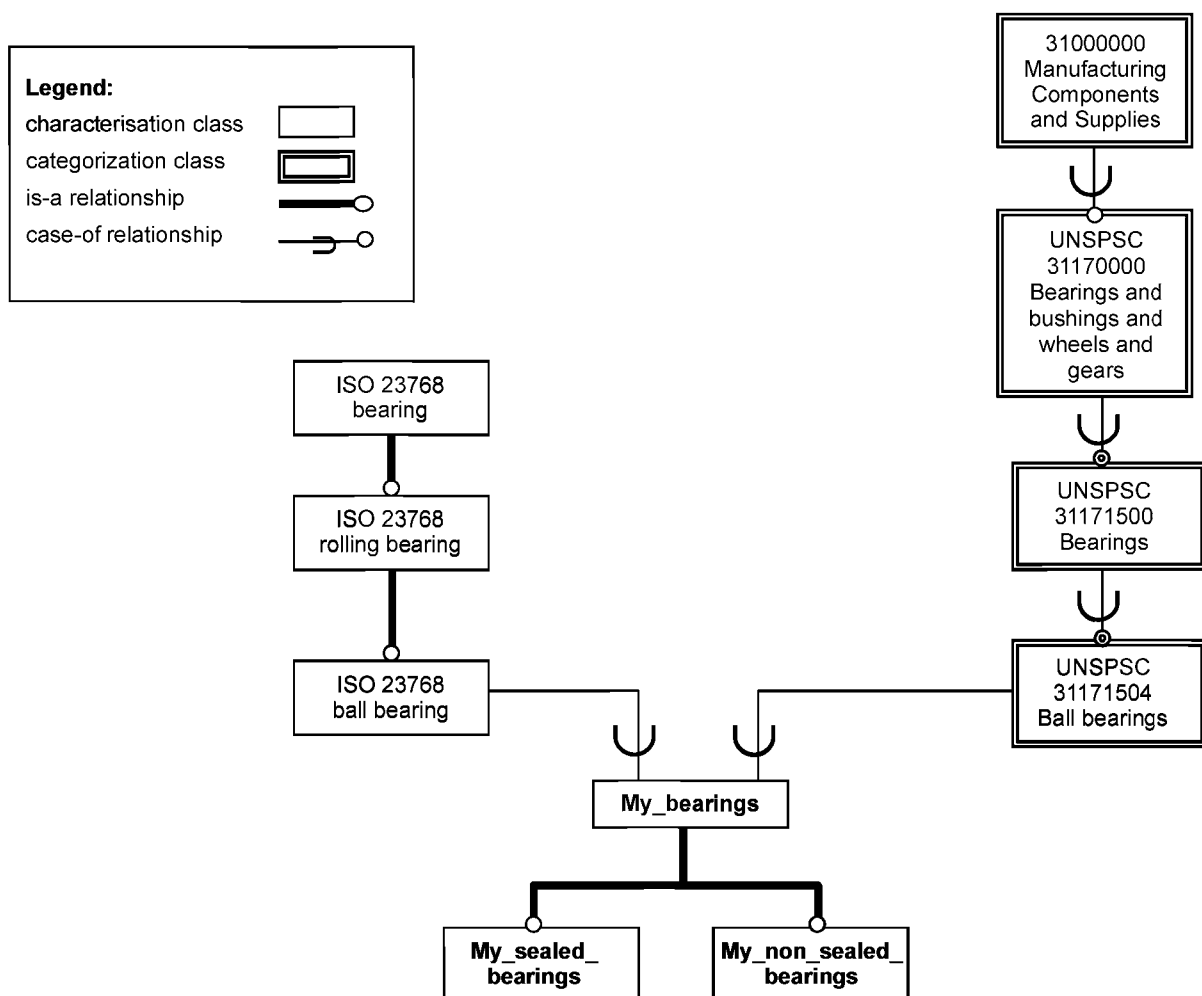 Legend:
characterisation class
categorization class
is-a relationship
case-of relationship
31000000
Manufacturing
Components
and Supplies
UNSPSC
31170000
Bearings and
bushings and
wheels and
gears
ISO 23768
bearing
ISO 23768
rolling bearing
UNSPSC
31171500
Bearings
ISO 23768
ball bearing
UNSPSC
31171504
Ball bearings
My_bearings
My_sealed_
bearings
My_non_sealed_
bearings